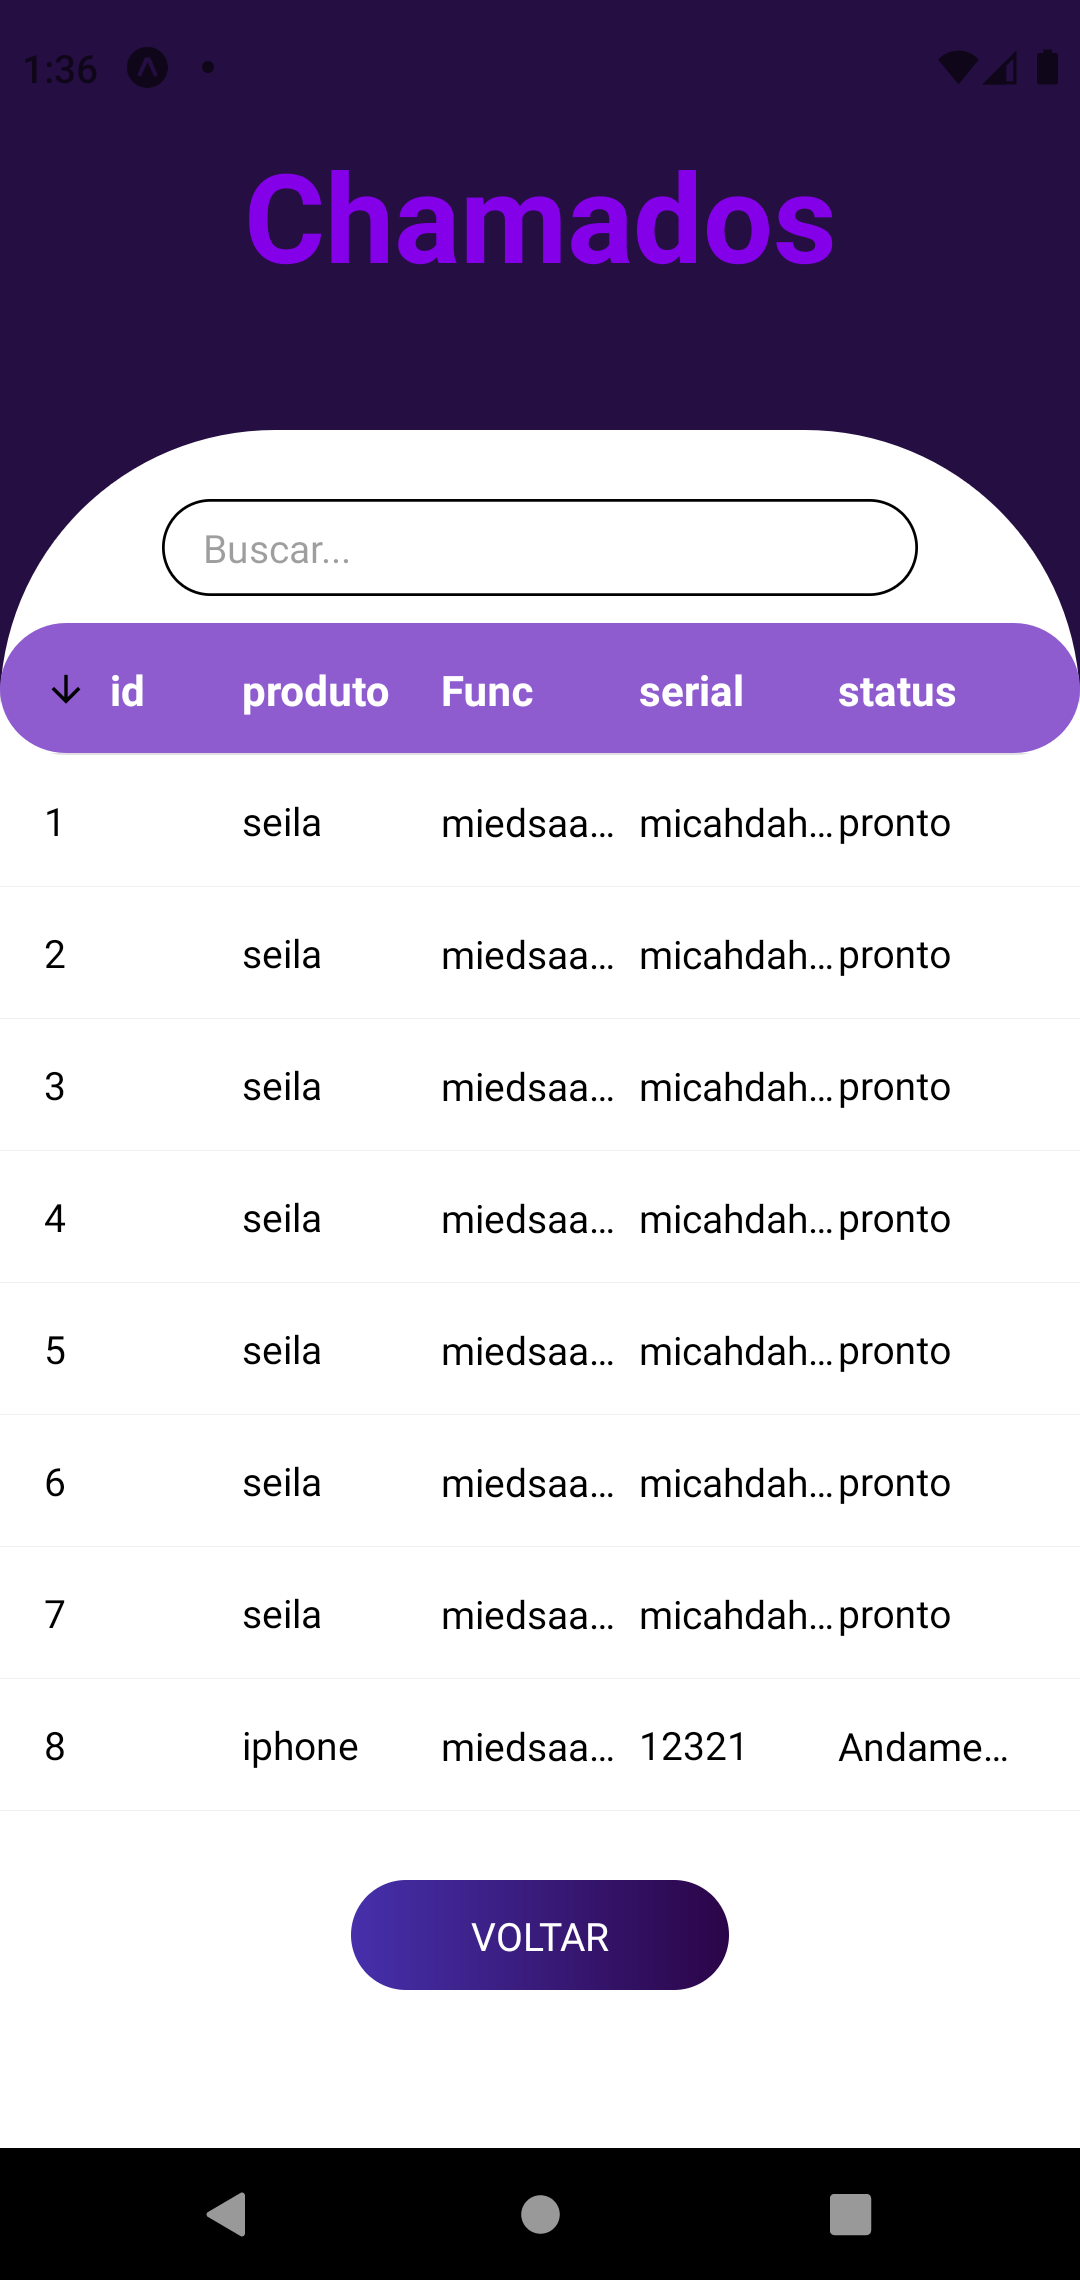 1:36
Chamados
Buscar...
id produto Func serial status
1 seila miedsaa... micahdah... pronto
2 seila miedsaa... micahdah... pronto
3 seila miedsaa... micahdah... pronto
4 seila miedsaa... micahdah... pronto
5 seila miedsaa... micahdah... pronto
6 seila miedsaa... micahdah... pronto
7 seila miedsaa... micahdah... pronto
8 iphone miedsaa... 12321 Andame...
VOLTAR